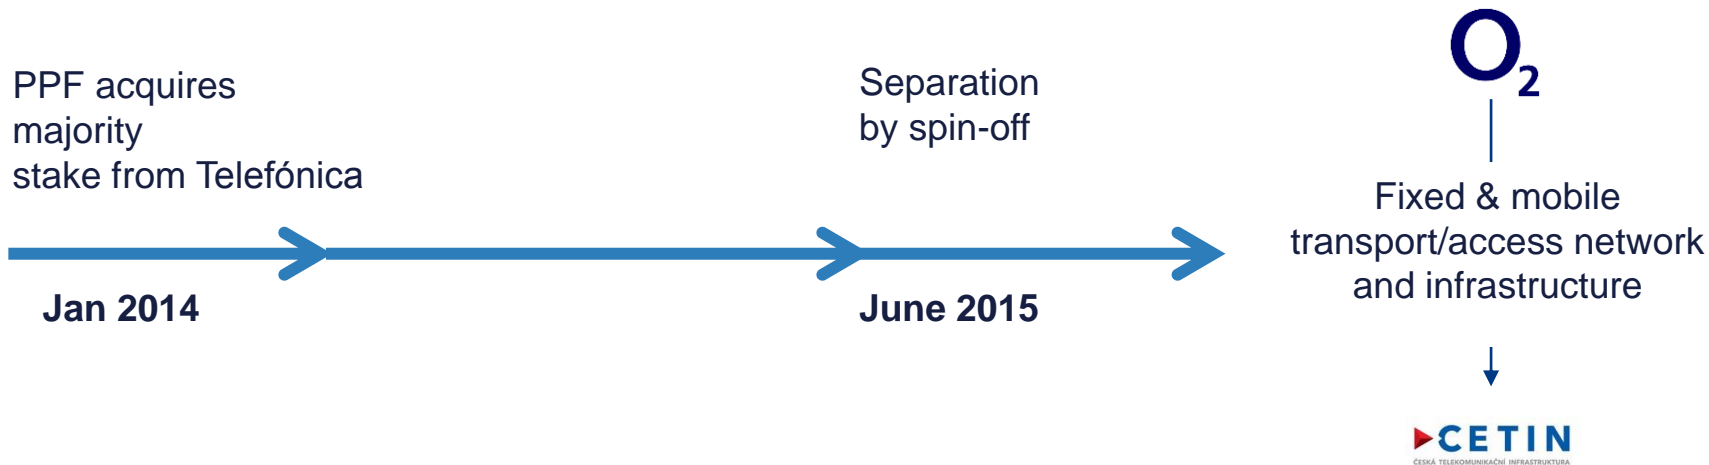 PPF acquires
majority
stake from Telefónica
Jan 2014
Separation
by spin-off
June 2015
O2
Fixed & mobile
transport/access network
and infrastructure
CETIN
ČESKÁ TELEKOMUNIKAČNÍ INFRASTRUKTURA